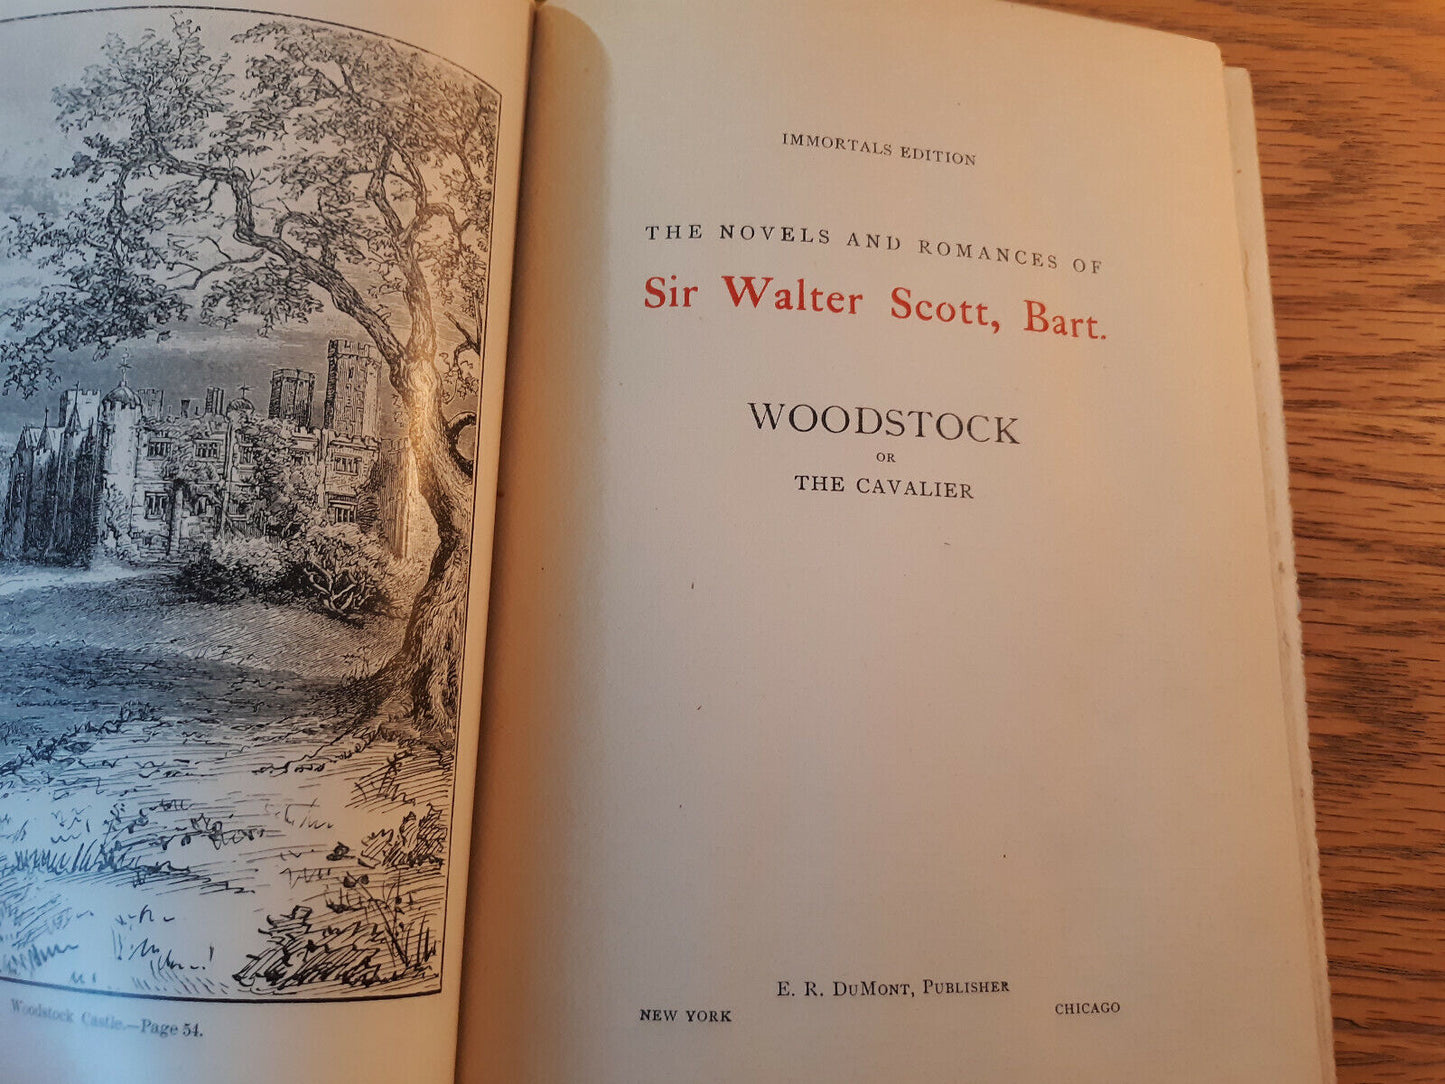 Woodstock Castle.—Page 54.
IMMORTALS EDITION
THE NOVELS AND ROMANCES OF
Sir Walter Scott, Bart.
WOODSTOCK
OR
THE CAVALIER
E. R. DuMont, Publisher
NEW YORK CHICAGO